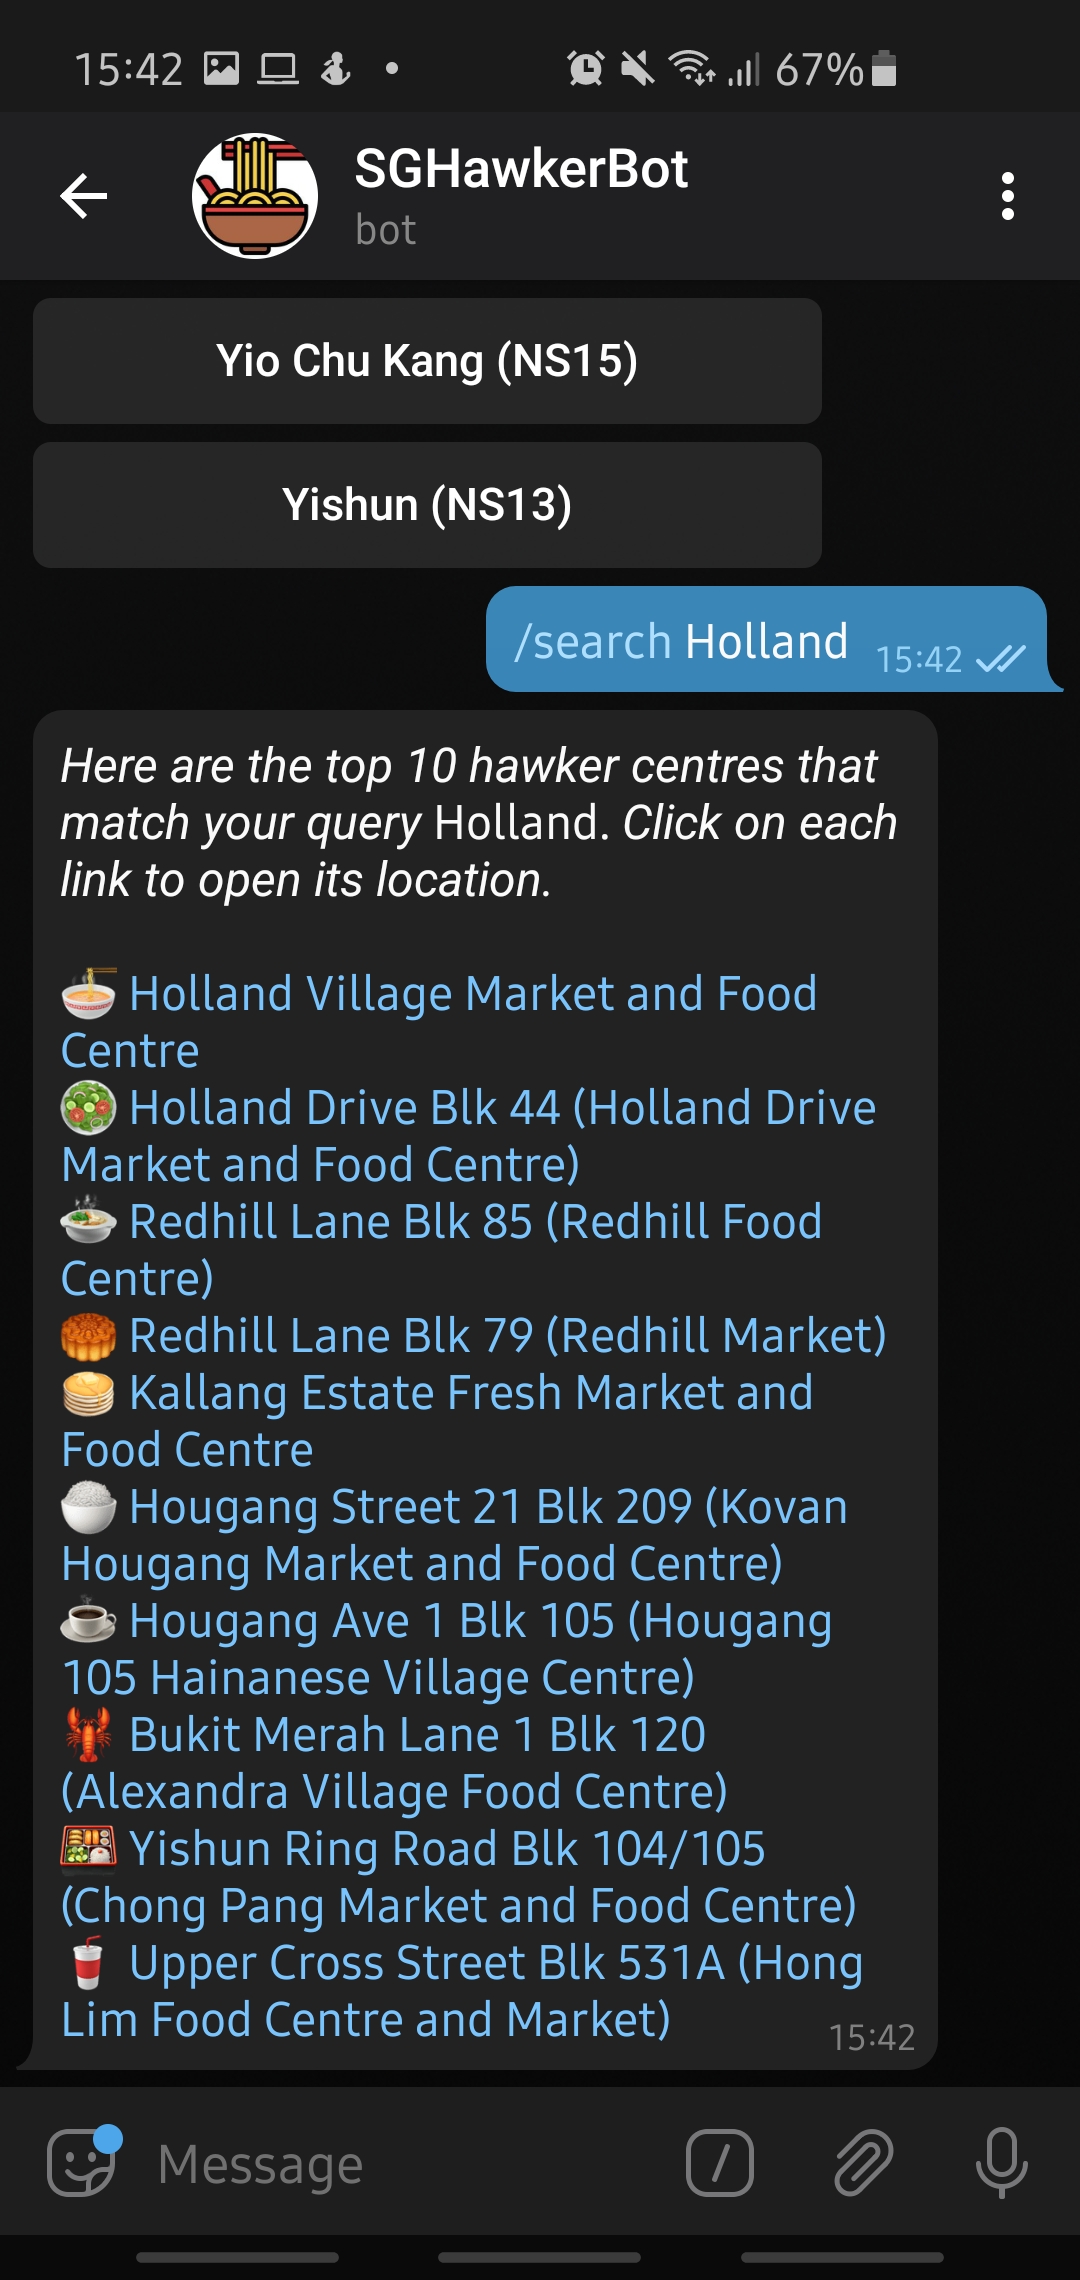 15:42
67%
SGHawkerBot
bot
Yio Chu Kang (NS15)
Yishun (NS13)
/search Holland 15:42
Here are the top 10 hawker centres that
match your query Holland. Click on each
link to open its location.
Holland Village Market and Food
Centre
Holland Drive Blk 44 (Holland Drive
Market and Food Centre)
Redhill Lane Blk 85 (Redhill Food
Centre)
Redhill Lane Blk 79 (Redhill Market)
Kallang Estate Fresh Market and
Food Centre
Hougang Street 21 Blk 209 (Kovan
Hougang Market and Food Centre)
Hougang Ave 1 Blk 105 (Hougang
105 Hainanese Village Centre)
Bukit Merah Lane 1 Blk 120
(Alexandra Village Food Centre)
Yishun Ring Road Blk 104/105
(Chong Pang Market and Food Centre)
Upper Cross Street Blk 531A (Hong
Lim Food Centre and Market)
15:42
Message